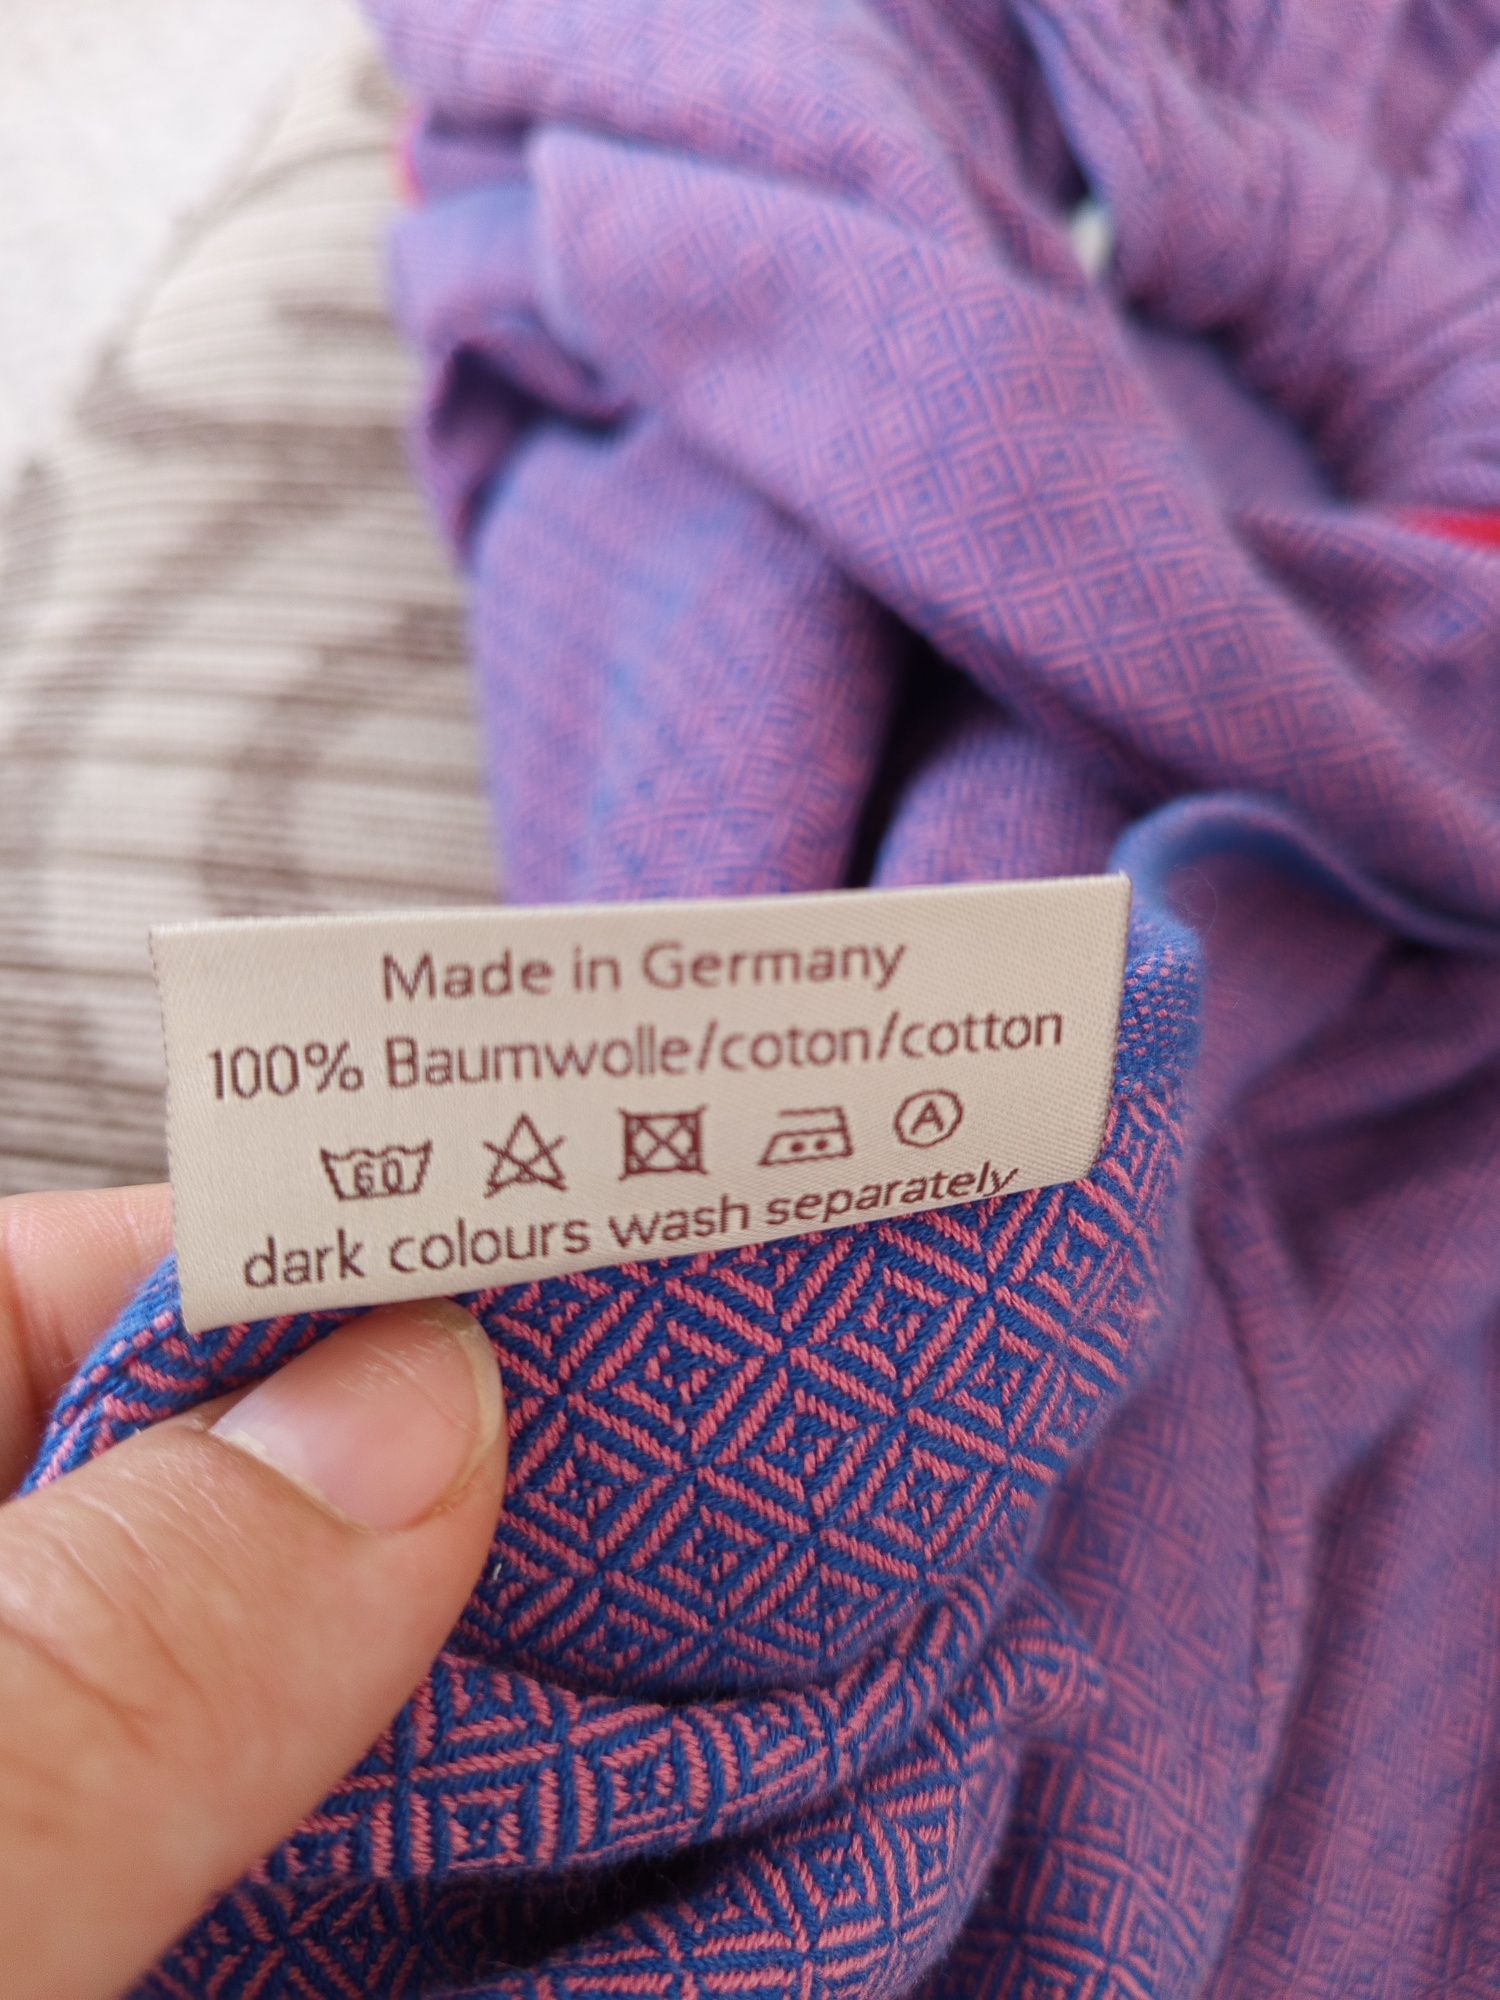 Made in Germany
100% Baumwolle/coton/cotton
60 A
dark colours wash separately